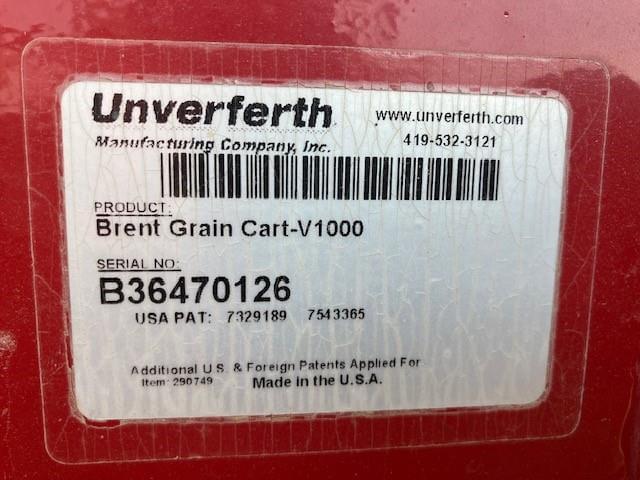 Unverferth
www.unverferth.com
Manufacturing Company, Inc.
419-532-3121
PRODUCT:
Brent Grain Cart-V1000
SERIAL NO:
B36470126
USA PAT: 7329189 7543365
Additional U.S. & Foreign Patents Applied For
Item: 290749 Made in the U.S.A.